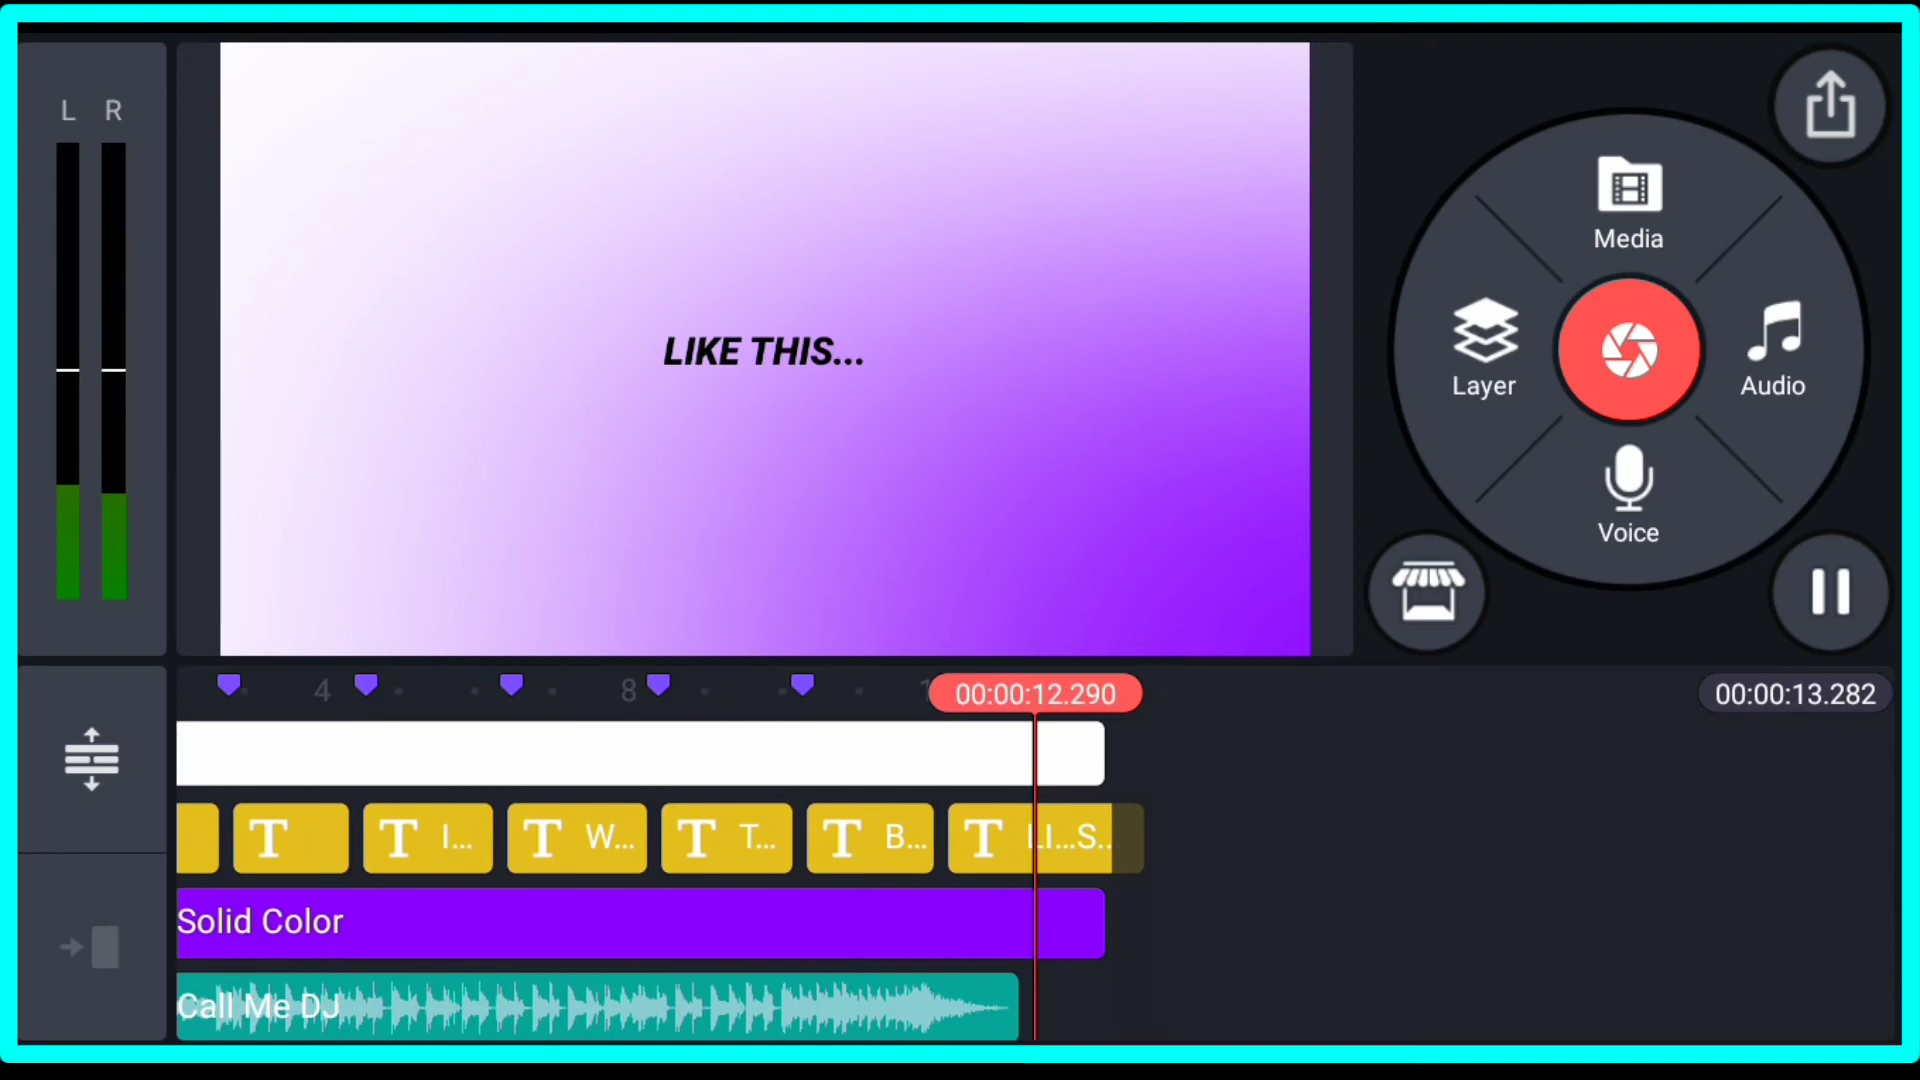 L R
Media
LIKE THIS...
Layer
Audio
Voice
4
8
00:00:12.290
00:00:13.282
T
T I...
T W...
T T...
T B...
T LI...S..
Solid Color
Call Me DJ